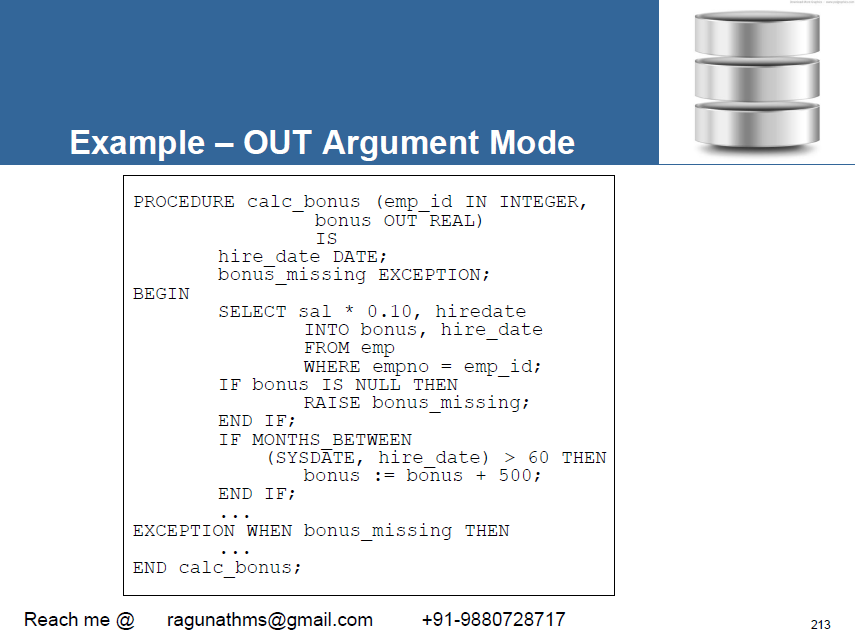 Example – OUT Argument Mode
PROCEDURE calc_bonus (emp_id IN INTEGER,
bonus OUT REAL)
IS
hire_date DATE;
bonus_missing EXCEPTION;
BEGIN
SELECT sal * 0.10, hiredate
INTO bonus, hire_date
FROM emp
WHERE empno = emp_id;
IF bonus IS NULL THEN
RAISE bonus_missing;
END IF;
IF MONTHS_BETWEEN
(SYSDATE, hire_date) > 60 THEN
bonus := bonus + 500;
END IF;
...
EXCEPTION WHEN bonus_missing THEN
...
END calc_bonus;
Reach me @ ragunathms@gmail.com +91-9880728717
213